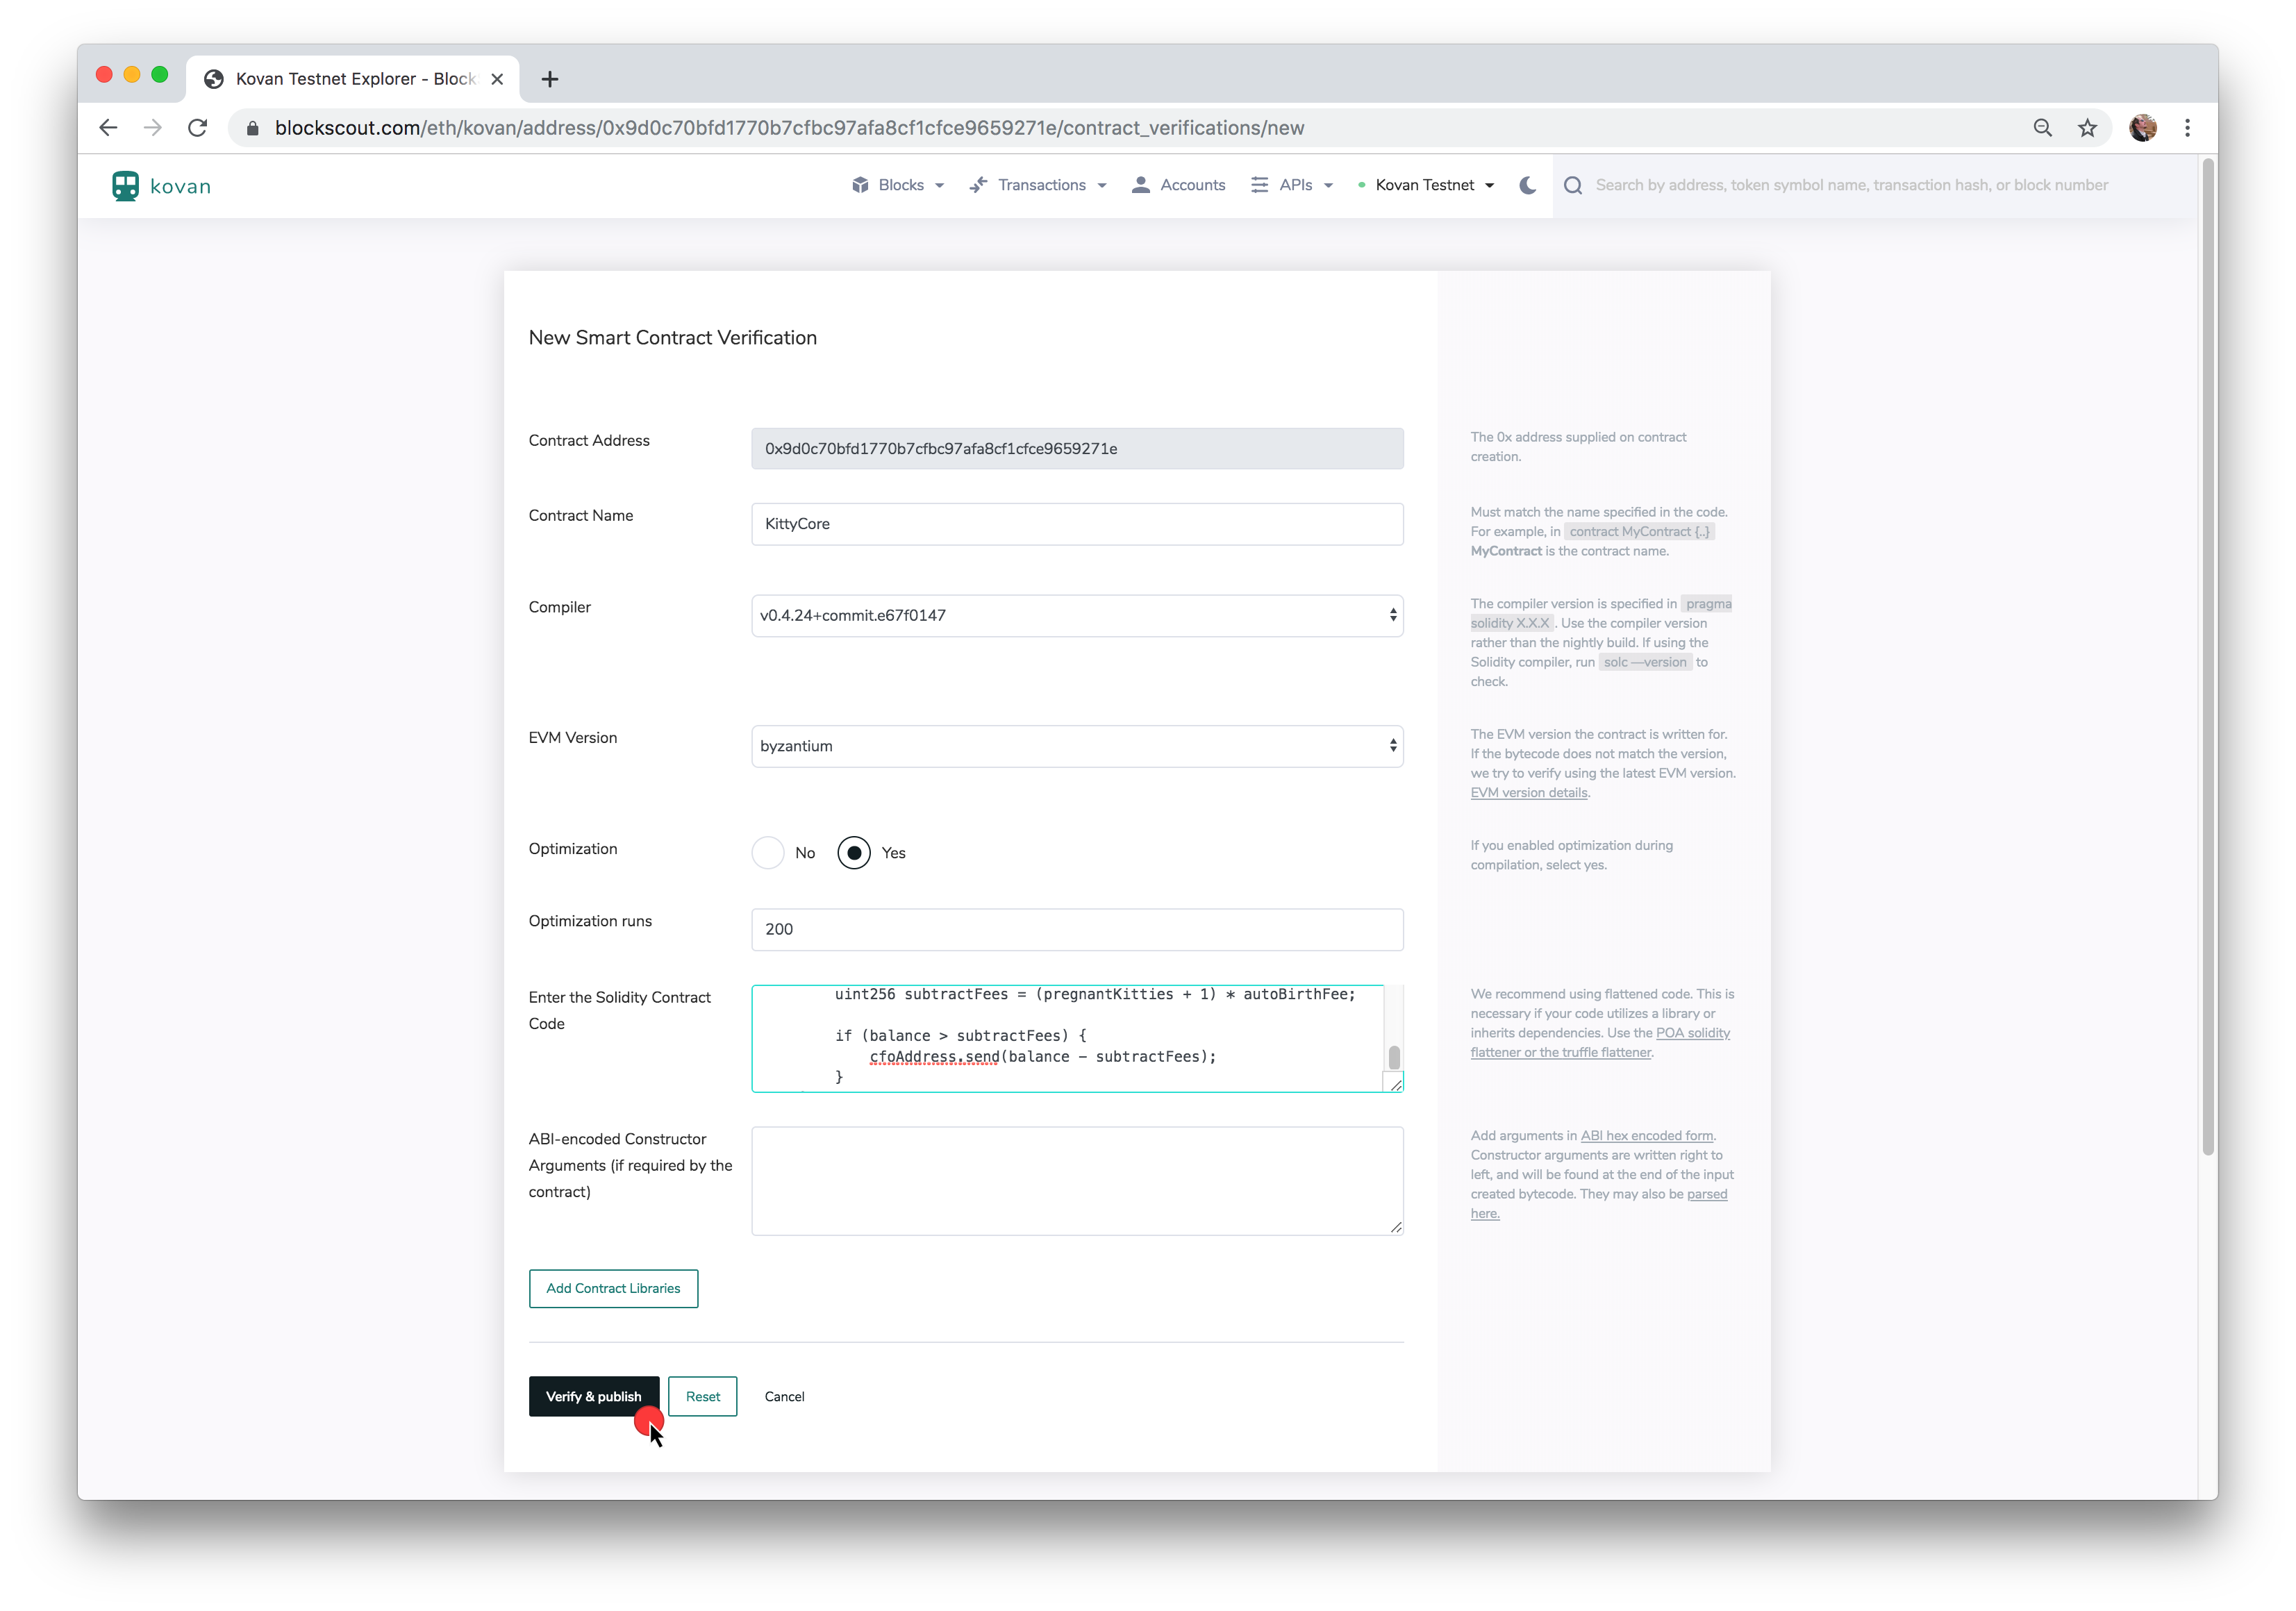 Kovan Testnet Explorer - Block
blockscout.com/eth/kovan/address/0x9d0c70bfd1770b7cfbc97afa8cf1cfce9659271e/contract_verifications/new
kovan
Blocks
Transactions
Accounts
APIs
Kovan Testnet
Search by address, token symbol name, transaction hash, or block number
New Smart Contract Verification
Contract Address
0x9d0c70bfd1770b7cfbc97afa8cf1cfce9659271e
The 0x address supplied on contract
creation.
Contract Name
KittyCore
Must match the name specified in the code.
For example, in contract MyContract {..}
MyContract is the contract name.
Compiler
v0.4.24+commit.e67f0147
The compiler version is specified in pragma
solidity X.X.X . Use the compiler version
rather than the nightly build. If using the
Solidity compiler, run solc —version to
check.
EVM Version
byzantium
The EVM version the contract is written for.
If the bytecode does not match the version,
we try to verify using the latest EVM version.
EVM version details.
Optimization
No
Yes
If you enabled optimization during
compilation, select yes.
Optimization runs
200
Enter the Solidity Contract
Code
uint256 subtractFees = (pregnantKitties + 1) * autoBirthFee;
if (balance > subtractFees) {
cfoAddress.send(balance - subtractFees);
}
We recommend using flattened code. This is
necessary if your code utilizes a library or
inherits dependencies. Use the POA solidity
flattener or the truffle flattener.
ABI-encoded Constructor
Arguments (if required by the
contract)
Add arguments in ABI hex encoded form.
Constructor arguments are written right to
left, and will be found at the end of the input
created bytecode. They may also be parsed
here.
Add Contract Libraries
Verify & publish
Reset
Cancel